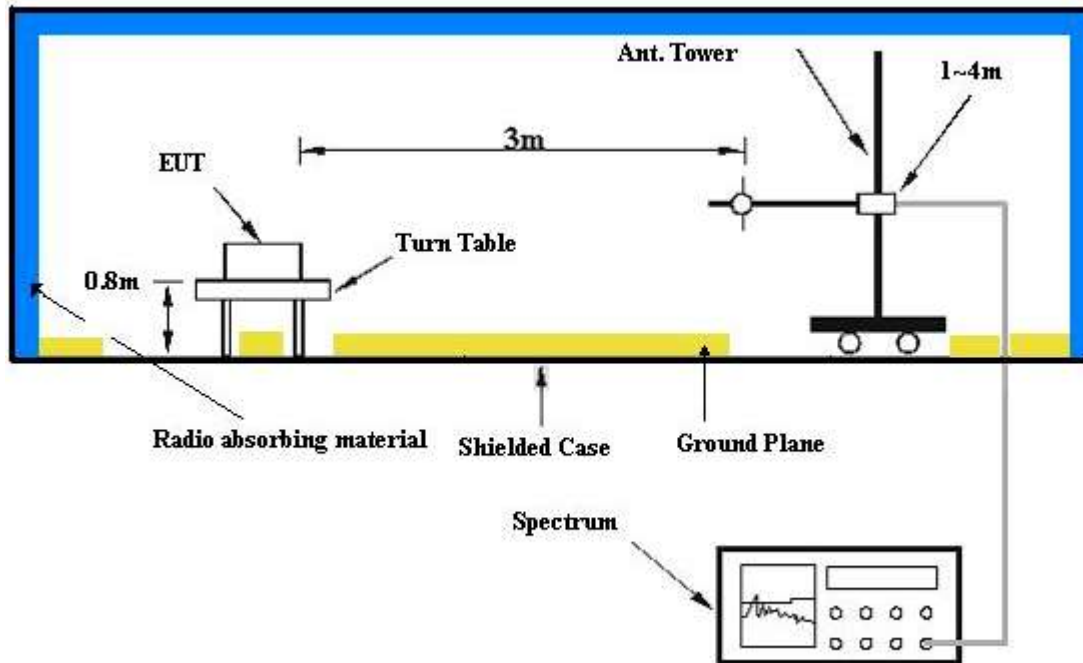 Ant. Tower
1~4m
3m
EUT
Turn Table
0.8m
Radio absorbing material
Shielded Case
Ground Plane
Spectrum